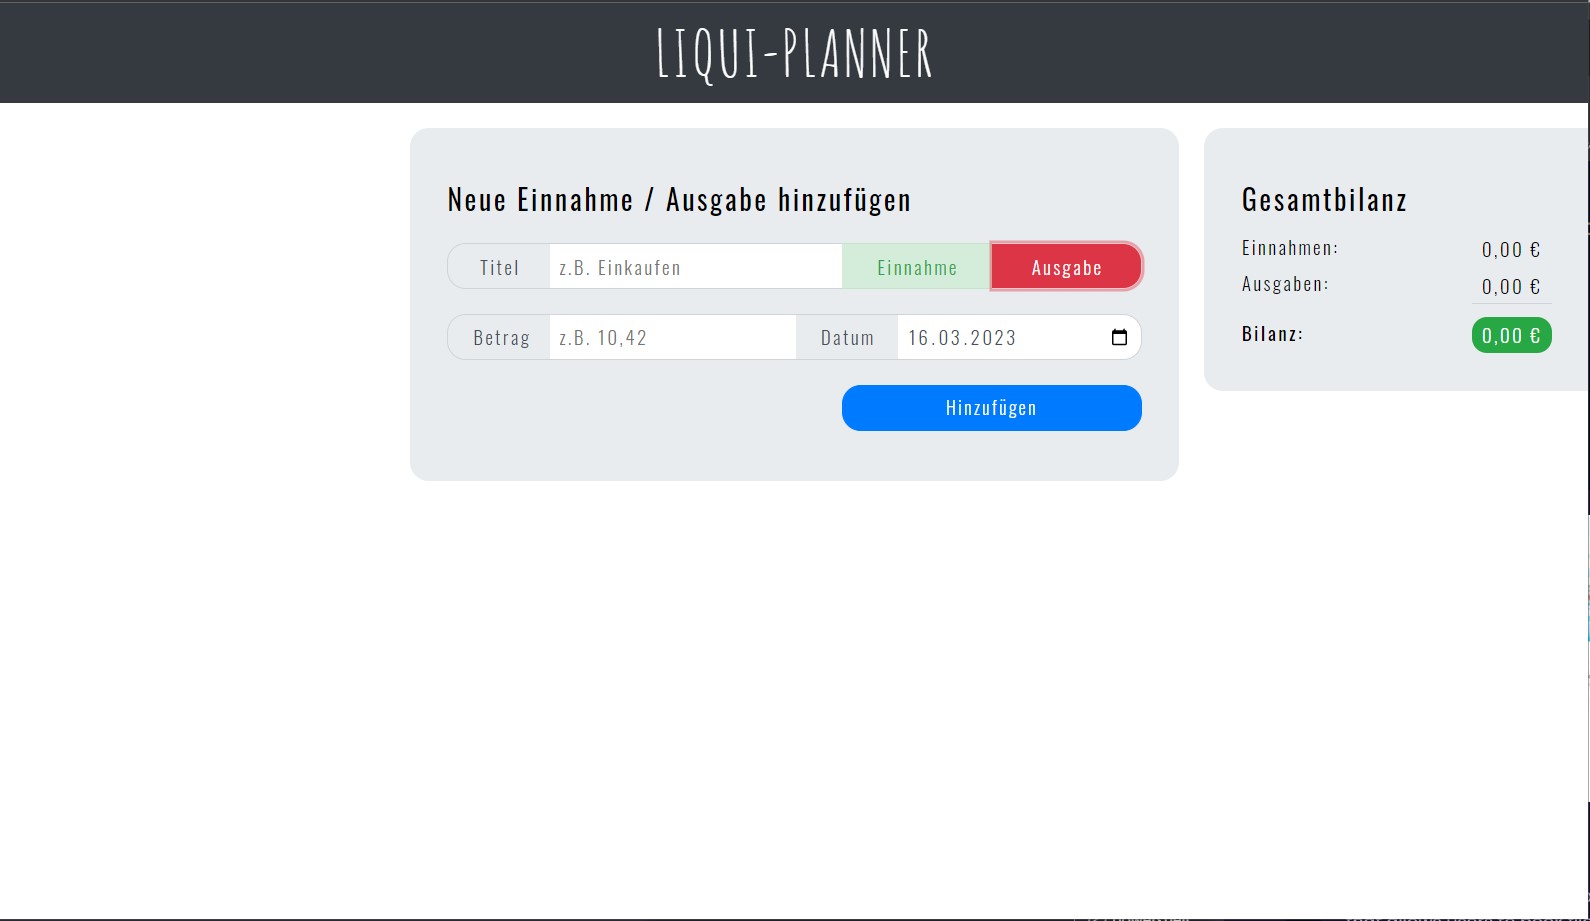 LIQUI-PLANNER
Neue Einnahme / Ausgabe hinzufügen
Titel z.B. Einkaufen Einnahme Ausgabe
Betrag z.B. 10,42 Datum 16.03.2023
Hinzufügen
Gesamtbilanz
Einnahmen: 0,00 €
Ausgaben: 0,00 €
Bilanz: 0,00 €